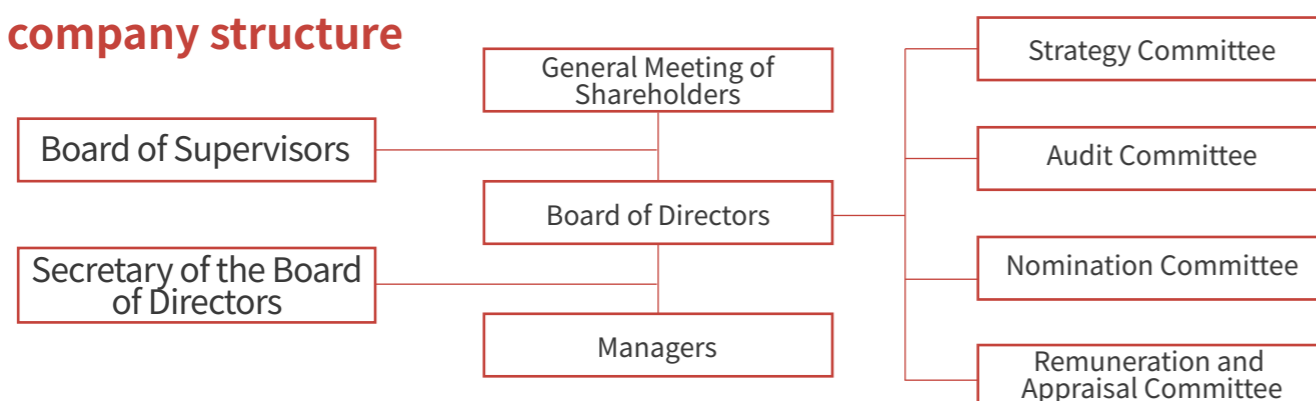 company structure
General Meeting of
Shareholders
Board of Supervisors
Board of Directors
Secretary of the Board
of Directors
Managers
Strategy Committee
Audit Committee
Nomination Committee
Remuneration and
Appraisal Committee